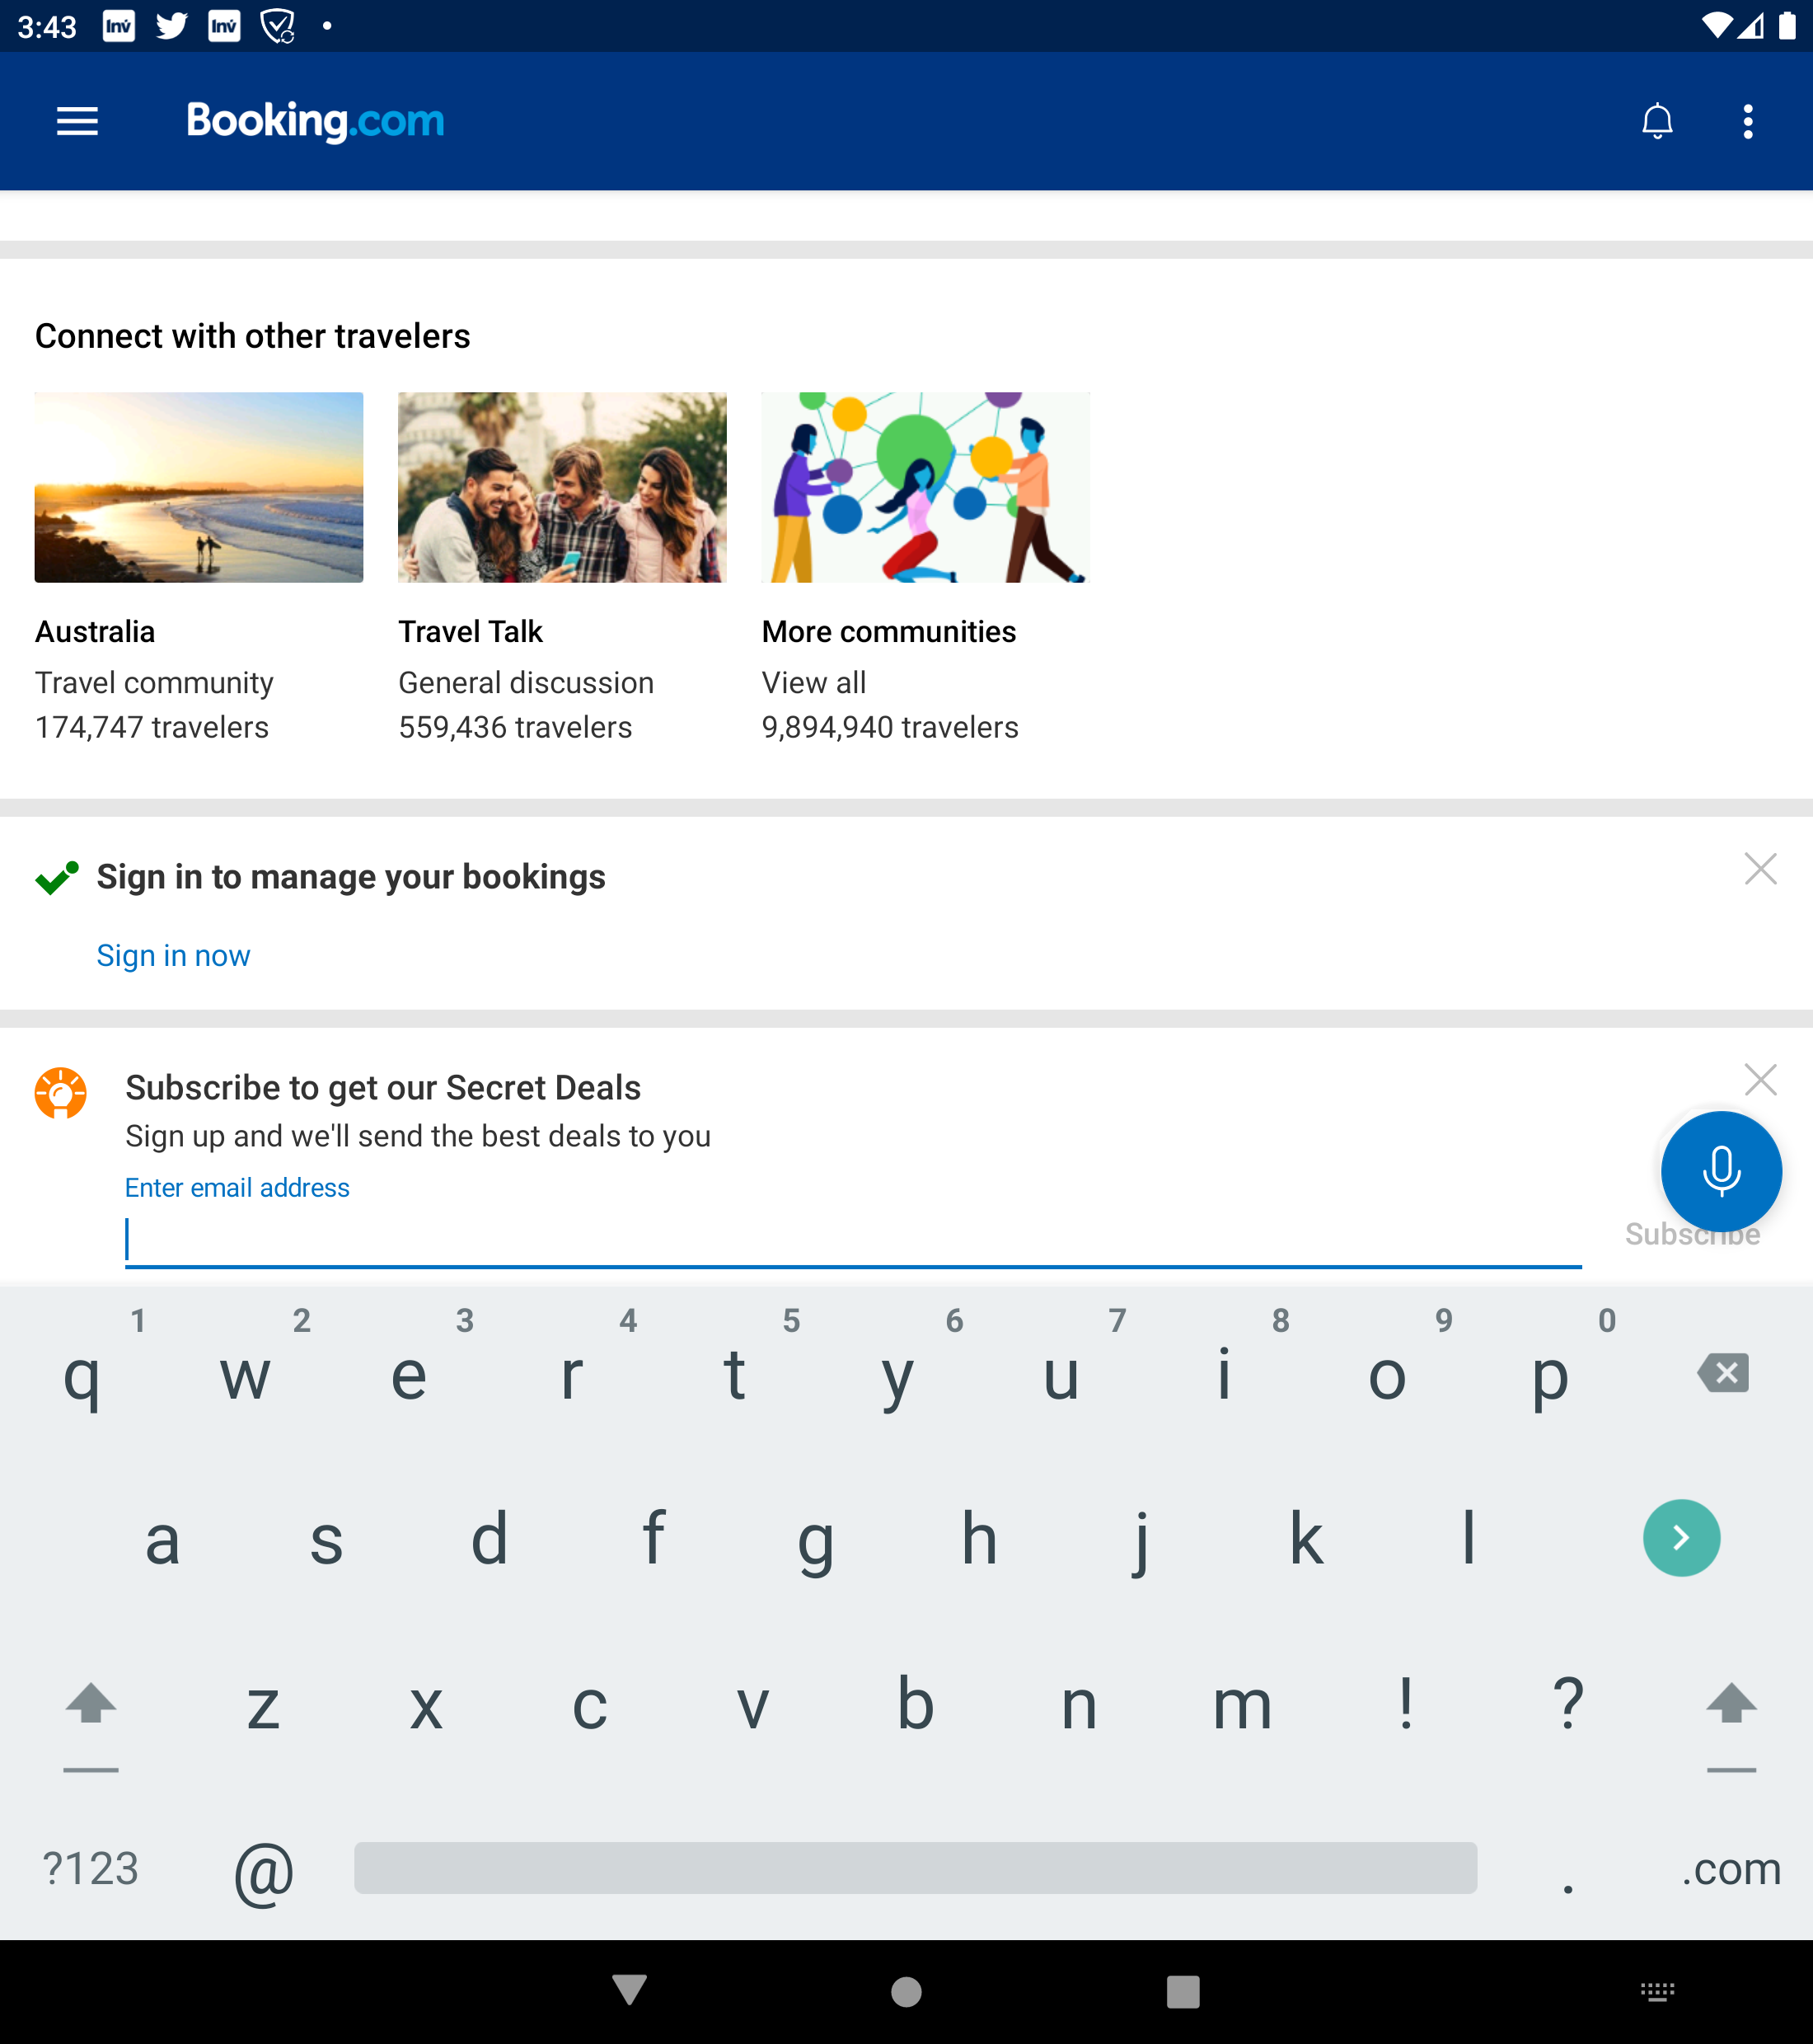 3:43
Inv
Inv
Booking.com
Connect with other travelers
Australia
Travel community
174,747 travelers
Travel Talk
General discussion
559,436 travelers
More communities
View all
9,894,940 travelers
Sign in to manage your bookings
Sign in now
Subscribe to get our Secret Deals
Sign up and we'll send the best deals to you
Enter email address
Subscribe
1 2 3 4 5 6 7 8 9 0
q w e r t y u i o p
a s d f g h j k l
z x c v b n m ! ?
?123 @ . .com